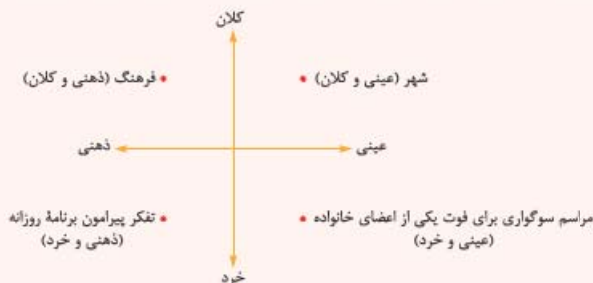 کلان
شهر (عینی و کلان)
فرهنگ (ذهنی و کلان)
عینی
ذهنی
مراسم سوگواری برای فوت یکی از اعضای خانواده
(عینی و خرد)
تفکر پیرامون برنامهٔ روزانه
(ذهنی و خرد)
خرد